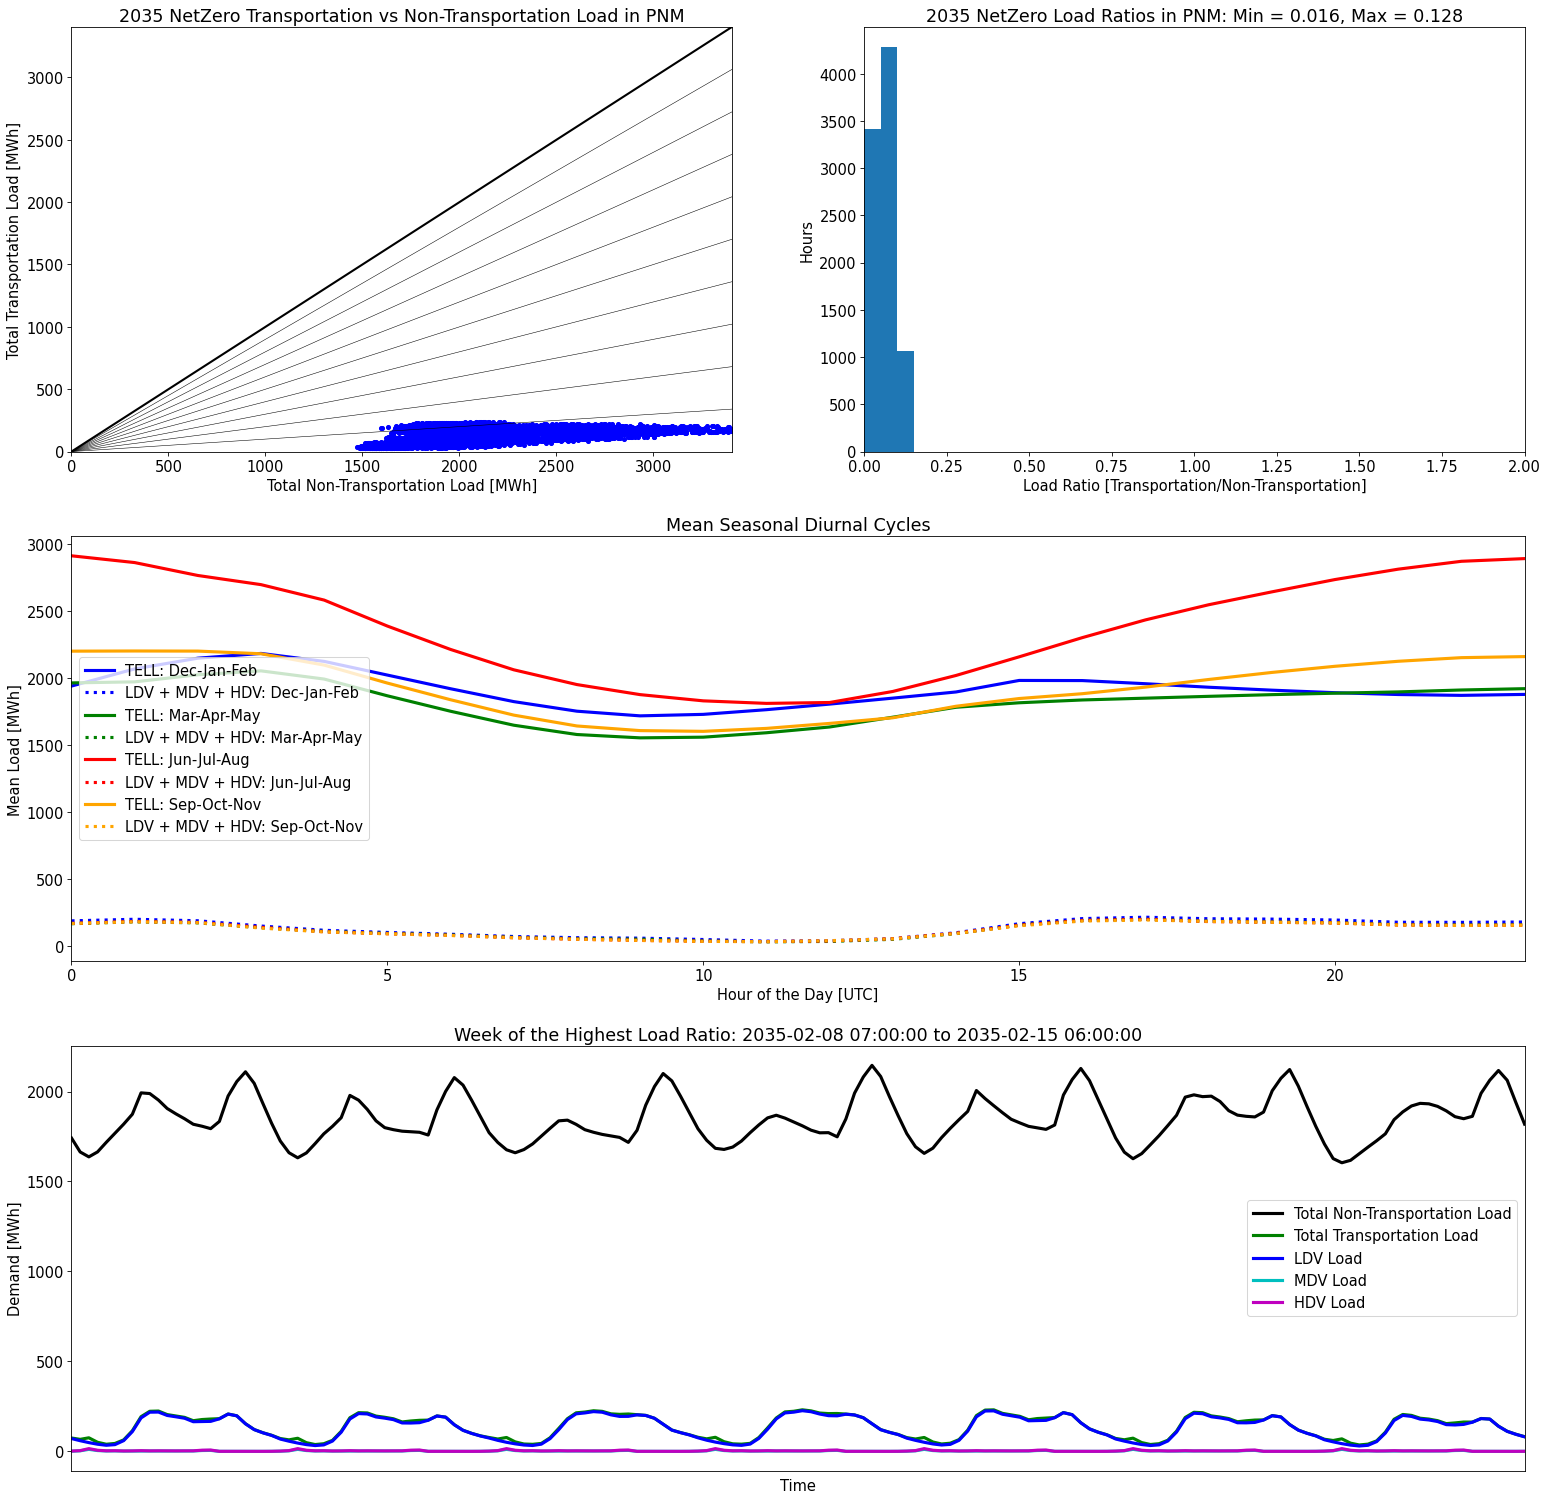 2035 NetZero Transportation vs Non-Transportation Load in PNM
Total Transportation Load [MWh]
3000
2500
2000
1500
1000
500
0
0 500 1000 1500 2000 2500 3000
Total Non-Transportation Load [MWh]
2035 NetZero Load Ratios in PNM: Min = 0.016, Max = 0.128
Hours
4000
3500
3000
2500
2000
1500
1000
500
0
0.00 0.25 0.50 0.75 1.00 1.25 1.50 1.75 2.00
Load Ratio [Transportation/Non-Transportation]
Mean Seasonal Diurnal Cycles
Mean Load [MWh]
3000
2500
2000
1500
1000
500
0
TELL: Dec-Jan-Feb
LDV + MDV + HDV: Dec-Jan-Feb
TELL: Mar-Apr-May
LDV + MDV + HDV: Mar-Apr-May
TELL: Jun-Jul-Aug
LDV + MDV + HDV: Jun-Jul-Aug
TELL: Sep-Oct-Nov
LDV + MDV + HDV: Sep-Oct-Nov
0 5 10 15 20
Hour of the Day [UTC]
Week of the Highest Load Ratio: 2035-02-08 07:00:00 to 2035-02-15 06:00:00
Demand [MWh]
2000
1500
1000
500
0
Total Non-Transportation Load
Total Transportation Load
LDV Load
MDV Load
HDV Load
Time